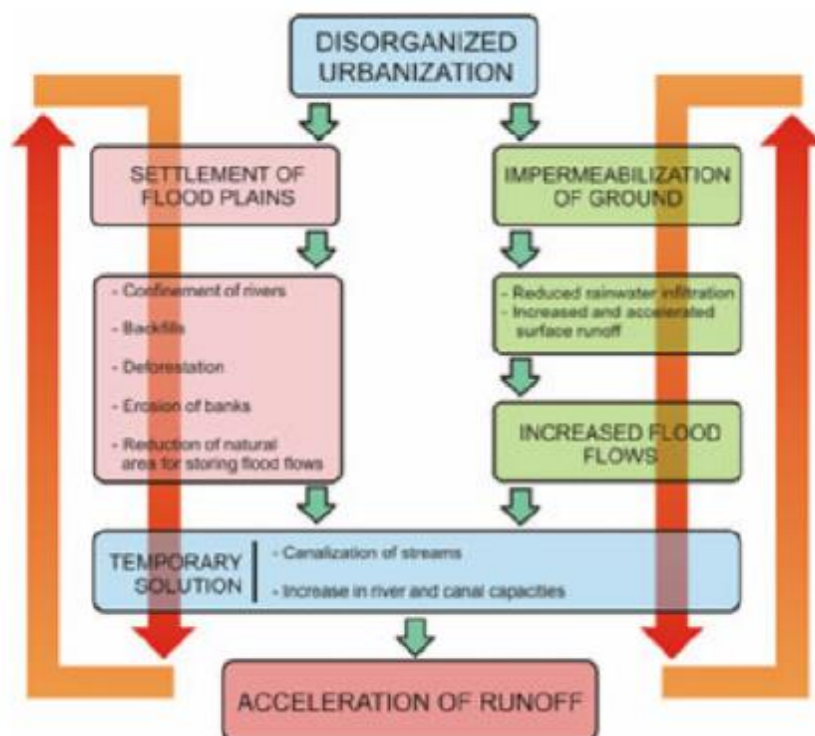 DISORGANIZED
URBANIZATION
SETTLEMENT OF
FLOOD PLAINS
IMPERMEABILIZATION
OF GROUND
- Confinement of rivers
- Backfills
- Deforestation
- Erosion of banks
- Reduction of natural
area for storing flood flows
- Reduced rainwater infiltration
- Increased and accelerated
surface runoff
INCREASED FLOOD
FLOWS
TEMPORARY
SOLUTION
- Canalization of streams
- Increase in river and canal capacities
ACCELERATION OF RUNOFF